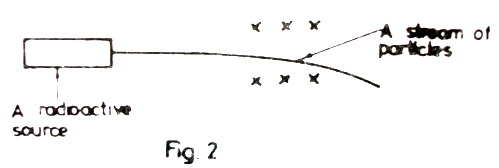 x x x
A stream of
particles
x x x
A radioactive
source
Fig. 2